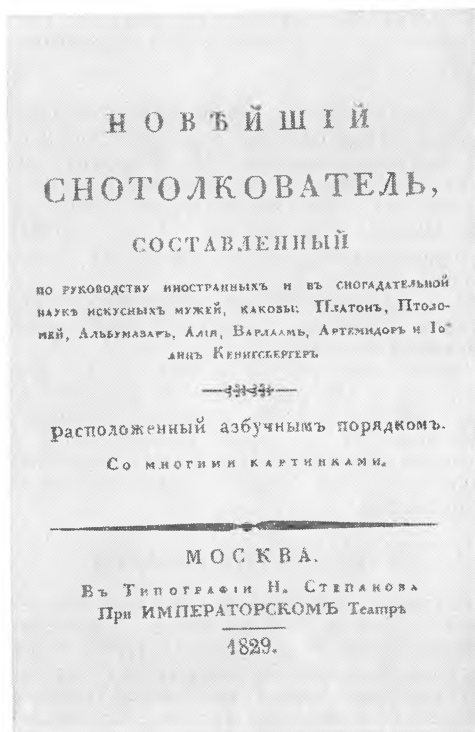 НОВѢЙШІЙ
СНОТОЛКОВАТЕЛЬ,
СОСТАВЛЕННЫЙ
ПО РУКОВОДСТВУ ИНОСТРАННЫХЪ И ВЪ СНОГАДАТЕЛЬНОЙ
НАУКѢ ИСКУСНЫХЪ МУЖЕЙ, КАКОВЫ: ПЛАТОНЪ, ПТОЛО-
МЕЙ, АЛЬБУМАЗАРЪ, АЛІЯ, ВАРЛААМЪ, АРТЕМИДОРЪ И ІО-
АННЪ КЕНИГСБЕРГЕРЪ
расположенный азбучнымъ порядкомъ.
СО МНОГИМИ КАРТИНКАМИ.
МОСКВА.
ВЪ ТИПОГРАФІИ Н. СТЕПАНОВА
При ИМПЕРАТОРСКОМЪ Театрѣ
1829.